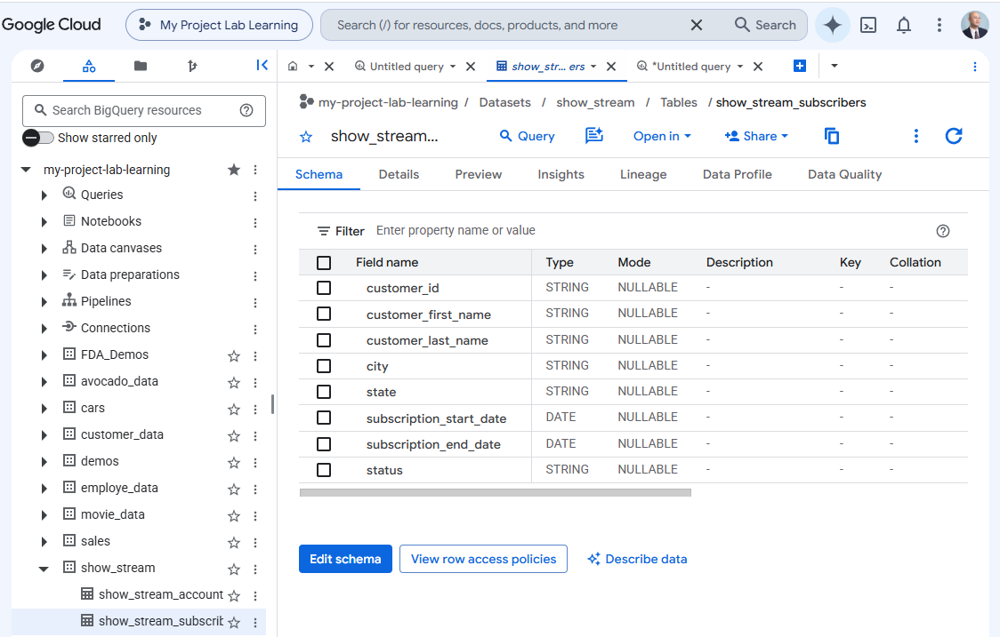 Google Cloud My Project Lab Learning Search (/) for resources, docs, products, and more Search
Untitled query show_str... ers *Untitled query
Search BigQuery resources
Show starred only
my-project-lab-learning
Queries
Notebooks
Data canvases
Data preparations
Pipelines
Connections
FDA_Demos
avocado_data
cars
customer_data
demos
employe_data
movie_data
sales
show_stream
show_stream_account
show_stream_subscrib
my-project-lab-learning / Datasets / show_stream / Tables / show_stream_subscribers
show_stream... Query Open in Share
Schema Details Preview Insights Lineage Data Profile Data Quality
Filter Enter property name or value
Field name Type Mode Description Key Collation
customer_id STRING NULLABLE - - -
customer_first_name STRING NULLABLE - - -
customer_last_name STRING NULLABLE - - -
city STRING NULLABLE - - -
state STRING NULLABLE - - -
subscription_start_date DATE NULLABLE - - -
subscription_end_date DATE NULLABLE - - -
status STRING NULLABLE - - -
Edit schema View row access policies Describe data